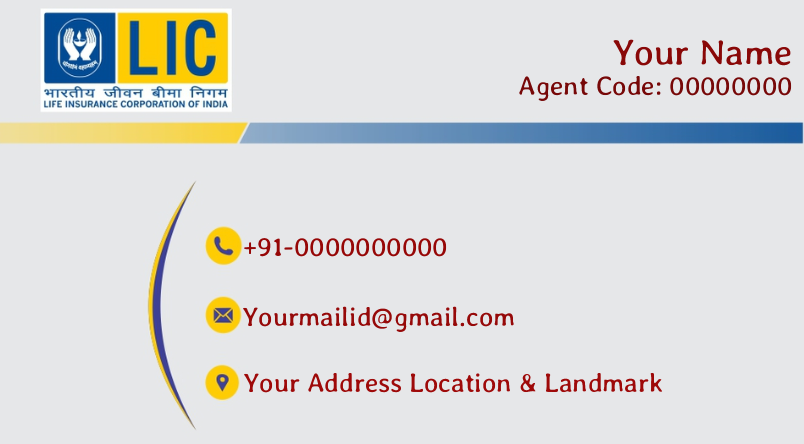 LIC
भारतीय जीवन बीमा निगम
LIFE INSURANCE CORPORATION OF INDIA
Your Name
Agent Code: 00000000
+91-0000000000
Yourmailid@gmail.com
Your Address Location & Landmark